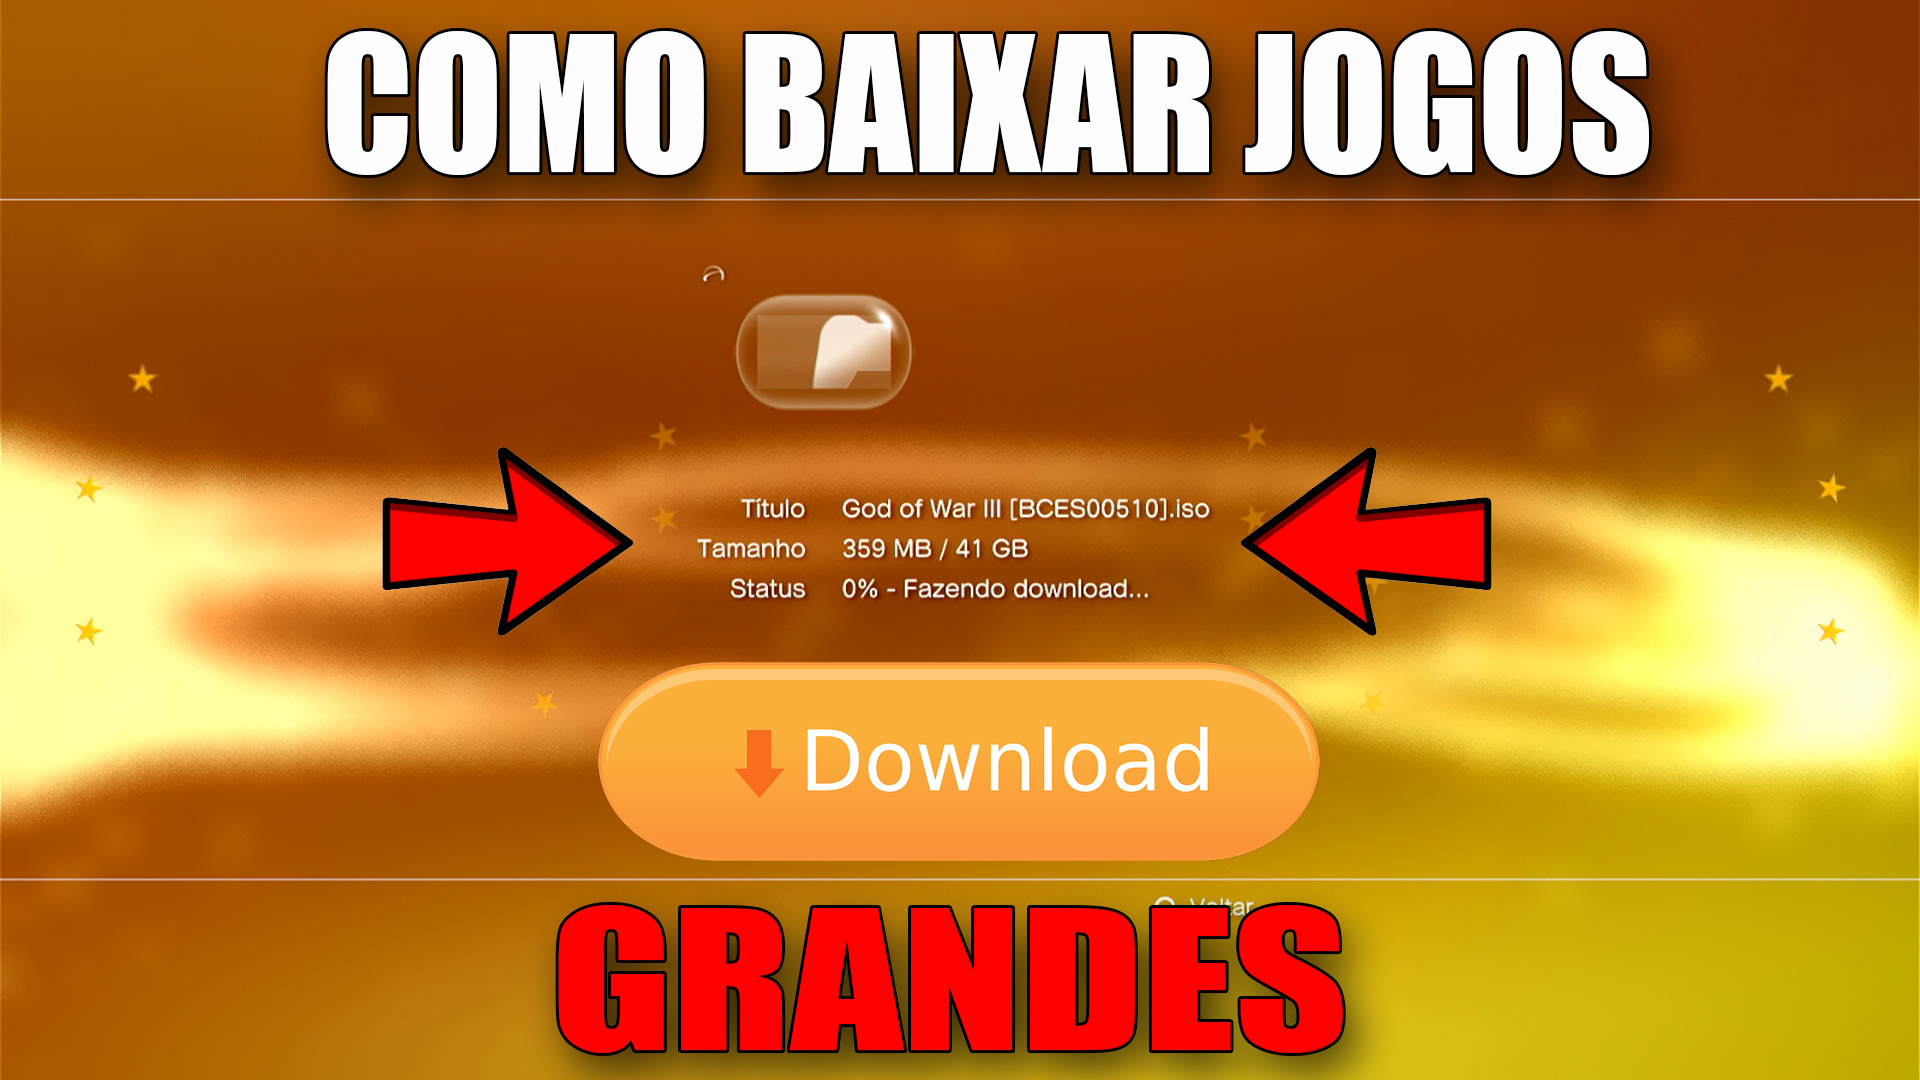 COMO BAIXAR JOGOS
Título God of War III [BCES00510].iso
Tamanho 359 MB / 41 GB
Status 0% - Fazendo download...
Download
Voltar
GRANDES